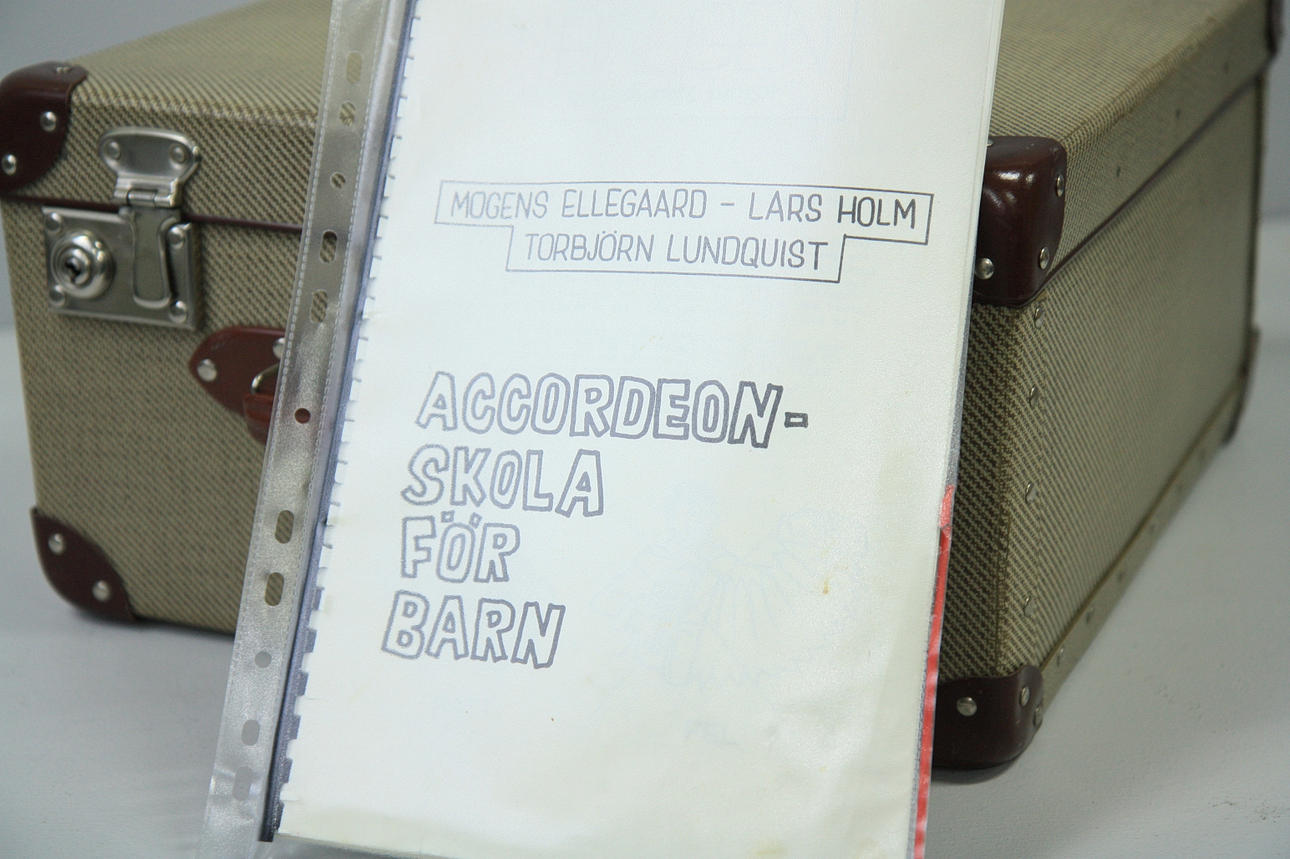 MOGENS ELLEGAARD - LARS HOLM
TORBJÖRN LUNDQUIST
ACCORDEON-
SKOLA
FÖR
BARN